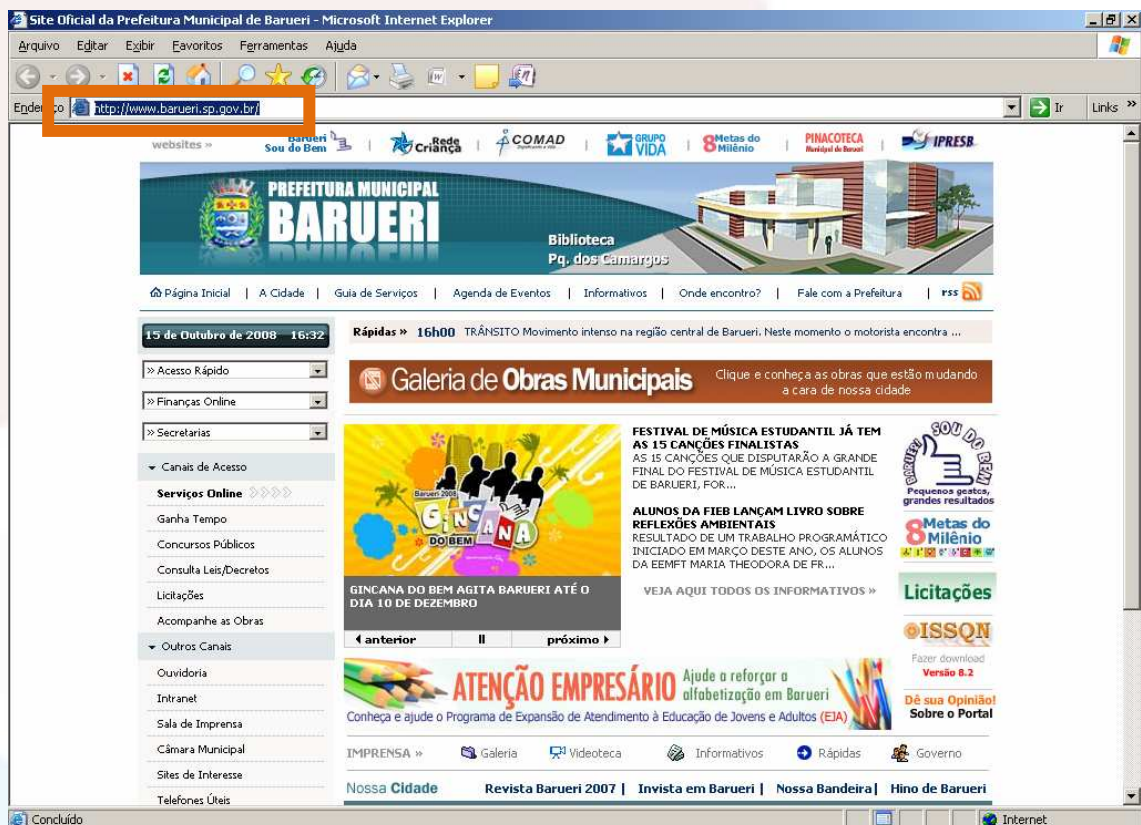 Site Oficial da Prefeitura Municipal de Barueri - Microsoft Internet Explorer
Arquivo Editar Exibir Favoritos Ferramentas Ajuda
Endereço http://www.barueri.sp.gov.br/ Ir Links »
websites » Barueri Sou do Bem | Rede Criança | COMAD | GRUPO VIDA | 8 Metas do Milênio | PINACOTECA Municipal de Barueri | IPRESB
PREFEITURA MUNICIPAL
BARUERI
Biblioteca
Pq. dos Camargos
Página Inicial | A Cidade | Guia de Serviços | Agenda de Eventos | Informativos | Onde encontro? | Fale com a Prefeitura | rss
15 de Outubro de 2008 16:32
Rápidas » 16h00 TRÂNSITO Movimento intenso na região central de Barueri. Neste momento o motorista encontra ...
» Acesso Rápido
» Finanças Online
» Secretarias
Canais de Acesso
Serviços Online
Ganha Tempo
Concursos Públicos
Consulta Leis/Decretos
Licitações
Acompanhe as Obras
Outros Canais
Ouvidoria
Intranet
Sala de Imprensa
Câmara Municipal
Sites de Interesse
Telefones Úteis
Galeria de Obras Municipais
Clique e conheça as obras que estão mudando
a cara de nossa cidade
Barueri 2008
GINCANA
DO BEM
GINCANA DO BEM AGITA BARUERI ATÉ O
DIA 10 DE DEZEMBRO
anterior II próximo
FESTIVAL DE MÚSICA ESTUDANTIL JÁ TEM
AS 15 CANÇÕES FINALISTAS
AS 15 CANÇÕES QUE DISPUTARÃO A GRANDE
FINAL DO FESTIVAL DE MÚSICA ESTUDANTIL
DE BARUERI, FOR...
ALUNOS DA FIEB LANÇAM LIVRO SOBRE
REFLEXÕES AMBIENTAIS
RESULTADO DE UM TRABALHO PROGRAMÁTICO
INICIADO EM MARÇO DESTE ANO, OS ALUNOS
DA EEMFT MARIA THEODORA DE FR...
VEJA AQUI TODOS OS INFORMATIVOS »
BARUERI SOU DO BEM
Pequenos gestos,
grandes resultados
8 Metas do
Milênio
Licitações
ISSQN
Fazer download
Versão 8.2
Dê sua Opinião!
Sobre o Portal
ATENÇÃO EMPRESÁRIO
Ajude a reforçar a
alfabetização em Barueri
Conheça e ajude o Programa de Expansão de Atendimento à Educação de Jovens e Adultos (EJA)
IMPRENSA » Galeria Videoteca Informativos Rápidas Governo
Nossa Cidade Revista Barueri 2007 | Invista em Barueri | Nossa Bandeira | Hino de Barueri
Concluído Internet